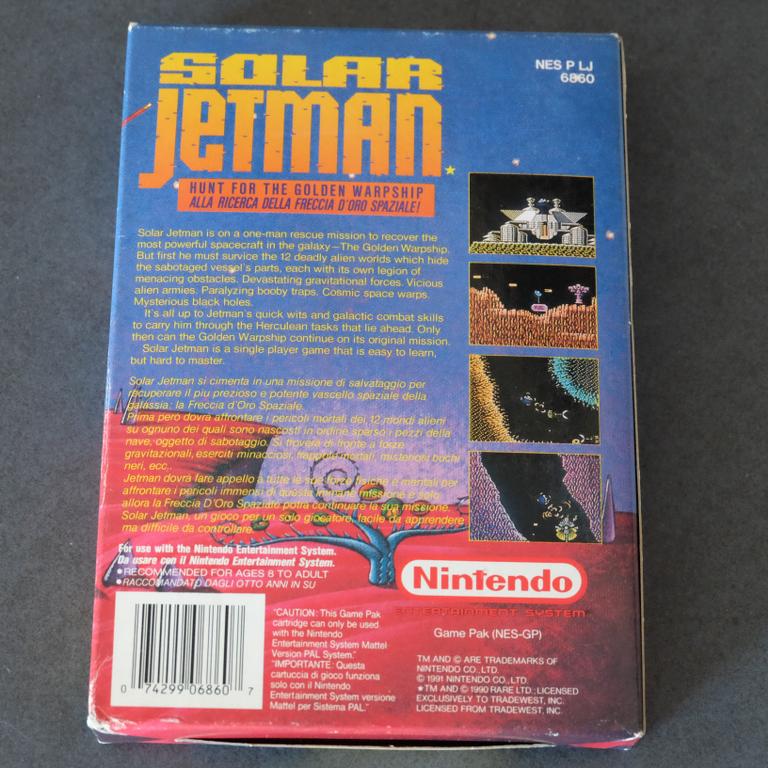 SOLAR
JETMAN
HUNT FOR THE GOLDEN WARPSHIP
ALLA RICERCA DELLA FRECCIA D'ORO SPAZIALE!
NES P LJ
6860
Solar Jetman is on a one-man rescue mission to recover the
most powerful spacecraft in the galaxy—The Golden Warpship.
But first he must survive the 12 deadly alien worlds which hide
the sabotaged vessel's parts, each with its own legion of
menacing obstacles. Devastating gravitational forces. Vicious
alien armies. Paralyzing booby traps. Cosmic space warps.
Mysterious black holes.
It's all up to Jetman's quick wits and galactic combat skills
to carry him through the Herculean tasks that lie ahead. Only
then can the Golden Warpship continue on its original mission.
Solar Jetman is a single player game that is easy to learn,
but hard to master.
Solar Jetman si cimenta in una missione di salvataggio per
recuperare il piu prezioso e potente vascello spaziale della
galassia: la Freccia d'Oro Spaziale.
Prima pero dovra affrontare i pericoli mortali dei 12 mondi alieni
su ognuno dei quali sono nascosti in ordine sparso i pezzi della
nave, oggetto di sabotaggio. Si trovera di fronte a forze
gravitazionali, eserciti minacciosi, trappole mortali, misteriosi buchi
neri, ecc..
Jetman dovra fare appello a tutte le sue forze fisiche e mentali per
affrontare i pericoli immensi di questa immane missione e solo
allora la Freccia D'Oro Spaziale potra continuare la sua missione.
Solar Jetman, un gioco per un solo giocatore, facile da apprendere
ma difficile da controllare.
For use with the Nintendo Entertainment System.
Da usare con il Nintendo Entertainment System.
• RECOMMENDED FOR AGES 8 TO ADULT
• RACCOMANDATO DAGLI OTTO ANNI IN SU
0 74299 06860 7
"CAUTION: This Game Pak
cartridge can only be used
with the Nintendo
Entertainment System Mattel
Version PAL System."
"IMPORTANTE: Questa
cartuccia di gioco funziona
solo con il Nintendo
Entertainment System versione
Mattel per Sistema PAL."
Nintendo
ENTERTAINMENT SYSTEM™
Game Pak (NES-GP)
TM AND © ARE TRADEMARKS OF
NINTENDO CO., LTD.
© 1991 NINTENDO CO., LTD.
★TM AND © 1990 RARE LTD.; LICENSED
EXCLUSIVELY TO TRADEWEST, INC.
LICENSED FROM TRADEWEST, INC.